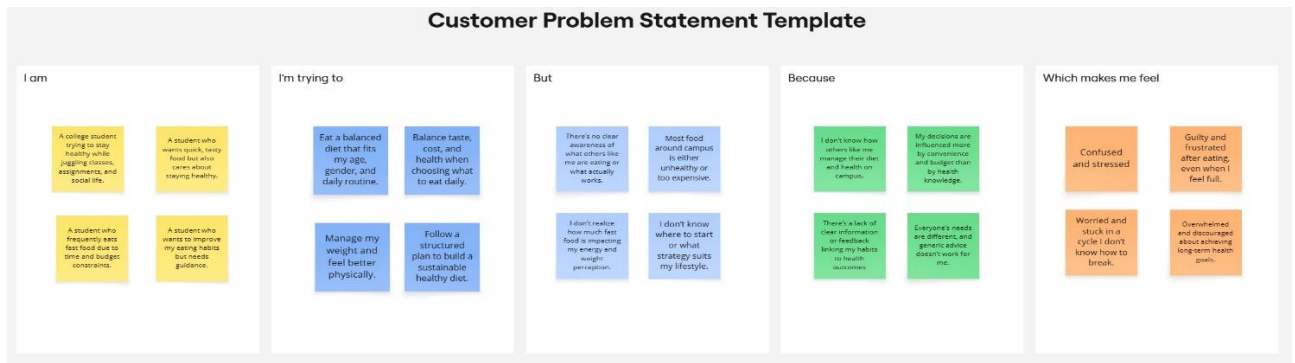 Customer Problem Statement Template
I am
A college student
trying to stay
healthy while
juggling classes,
assignments, and
social life.
A student who
wants quick, tasty
food but also
cares about
staying healthy.
A student who
frequently eats
fast food due to
time and budget
constraints.
A student who
wants to improve
my eating habits
but needs
guidance.
I'm trying to
Eat a balanced
diet that fits
my age,
gender, and
daily routine.
Balance taste,
cost, and
health when
choosing what
to eat daily.
Manage my
weight and
feel better
physically.
Follow a
structured
plan to build a
sustainable
healthy diet.
But
There's no clear
awareness of
what others like
me are eating or
what actually
works.
Most food
around campus
is either
unhealthy or
too expensive.
I don't realize
how much fast
food is impacting
my energy and
weight
perception.
I don't know
where to start
or what
strategy suits
my lifestyle.
Because
I don't know how
others like me
manage their diet
and health on
campus.
My decisions are
influenced more
by convenience
and budget than
by health
knowledge.
There's a lack of
clear information
or feedback
linking my habits
to health
outcomes
Everyone's needs
are different, and
generic advice
doesn't work for
me.
Which makes me feel
Confused
and stressed
Guilty and
frustrated
after eating,
even when I
feel full.
Worried and
stuck in a
cycle I don't
know how to
break.
Overwhelmed
and discouraged
about achieving
long-term health
goals.